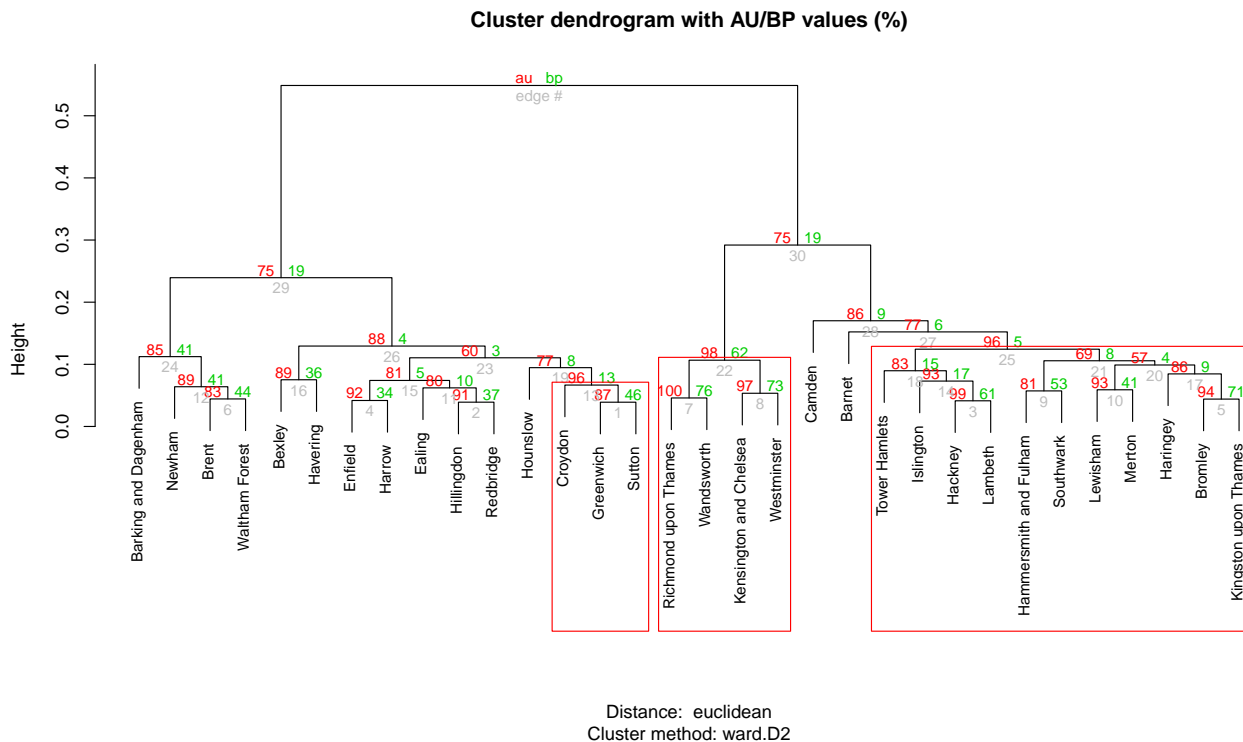 Cluster dendrogram with AU/BP values (%)
au bp
edge #
Height
0.5
0.4
0.3
0.2
0.1
0.0
75 19
30
75 19
29
86 9
28
77 6
27
88 4
26
96 5
25
85 41
24
60 3
23
98 62
22
69 8
21
57 4
20
77 8
19
83 15
18
86 9
17
89 36
16
81 5
15
93 17
14
96 13
13
89 41
12
80 10
11
93 41
10
81 53
9
97 73
8
100 76
7
83 44
6
94 71
5
92 34
4
99 61
3
91 37
2
87 46
1
Barking and Dagenham
Newham
Brent
Waltham Forest
Bexley
Havering
Enfield
Harrow
Ealing
Hillingdon
Redbridge
Hounslow
Croydon
Greenwich
Sutton
Richmond upon Thames
Wandsworth
Kensington and Chelsea
Westminster
Camden
Barnet
Tower Hamlets
Islington
Hackney
Lambeth
Hammersmith and Fulham
Southwark
Lewisham
Merton
Haringey
Bromley
Kingston upon Thames
Distance: euclidean
Cluster method: ward.D2